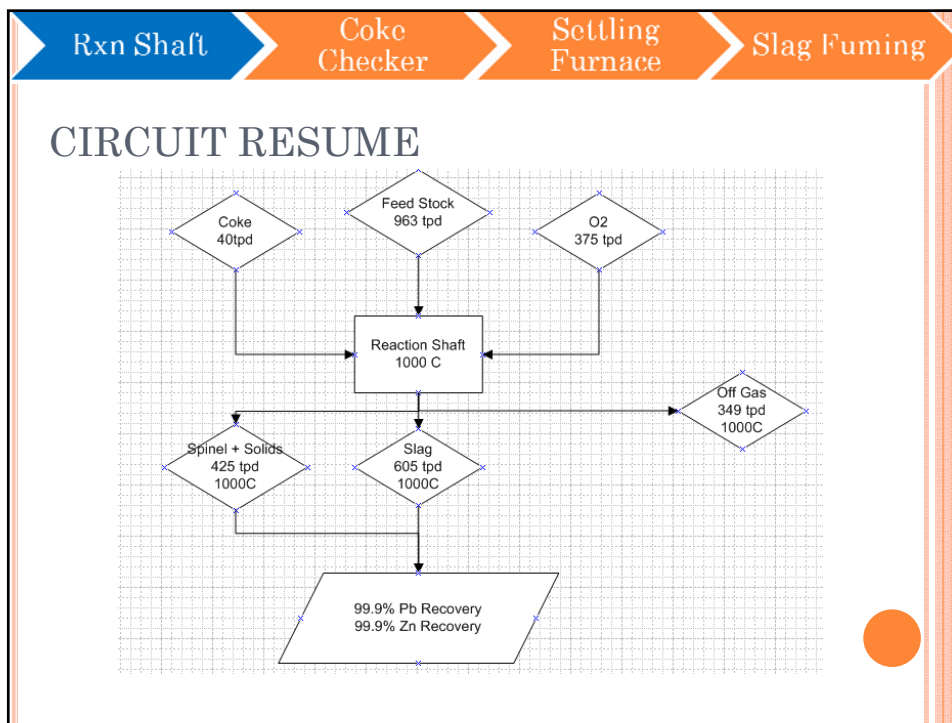 Rxn Shaft
Coke
Checker
Settling
Furnace
Slag Fuming
CIRCUIT RESUME
Coke
40tpd
Feed Stock
963 tpd
O2
375 tpd
Reaction Shaft
1000 C
Off Gas
349 tpd
1000C
Spinel + Solids
425 tpd
1000C
Slag
605 tpd
1000C
99.9% Pb Recovery
99.9% Zn Recovery